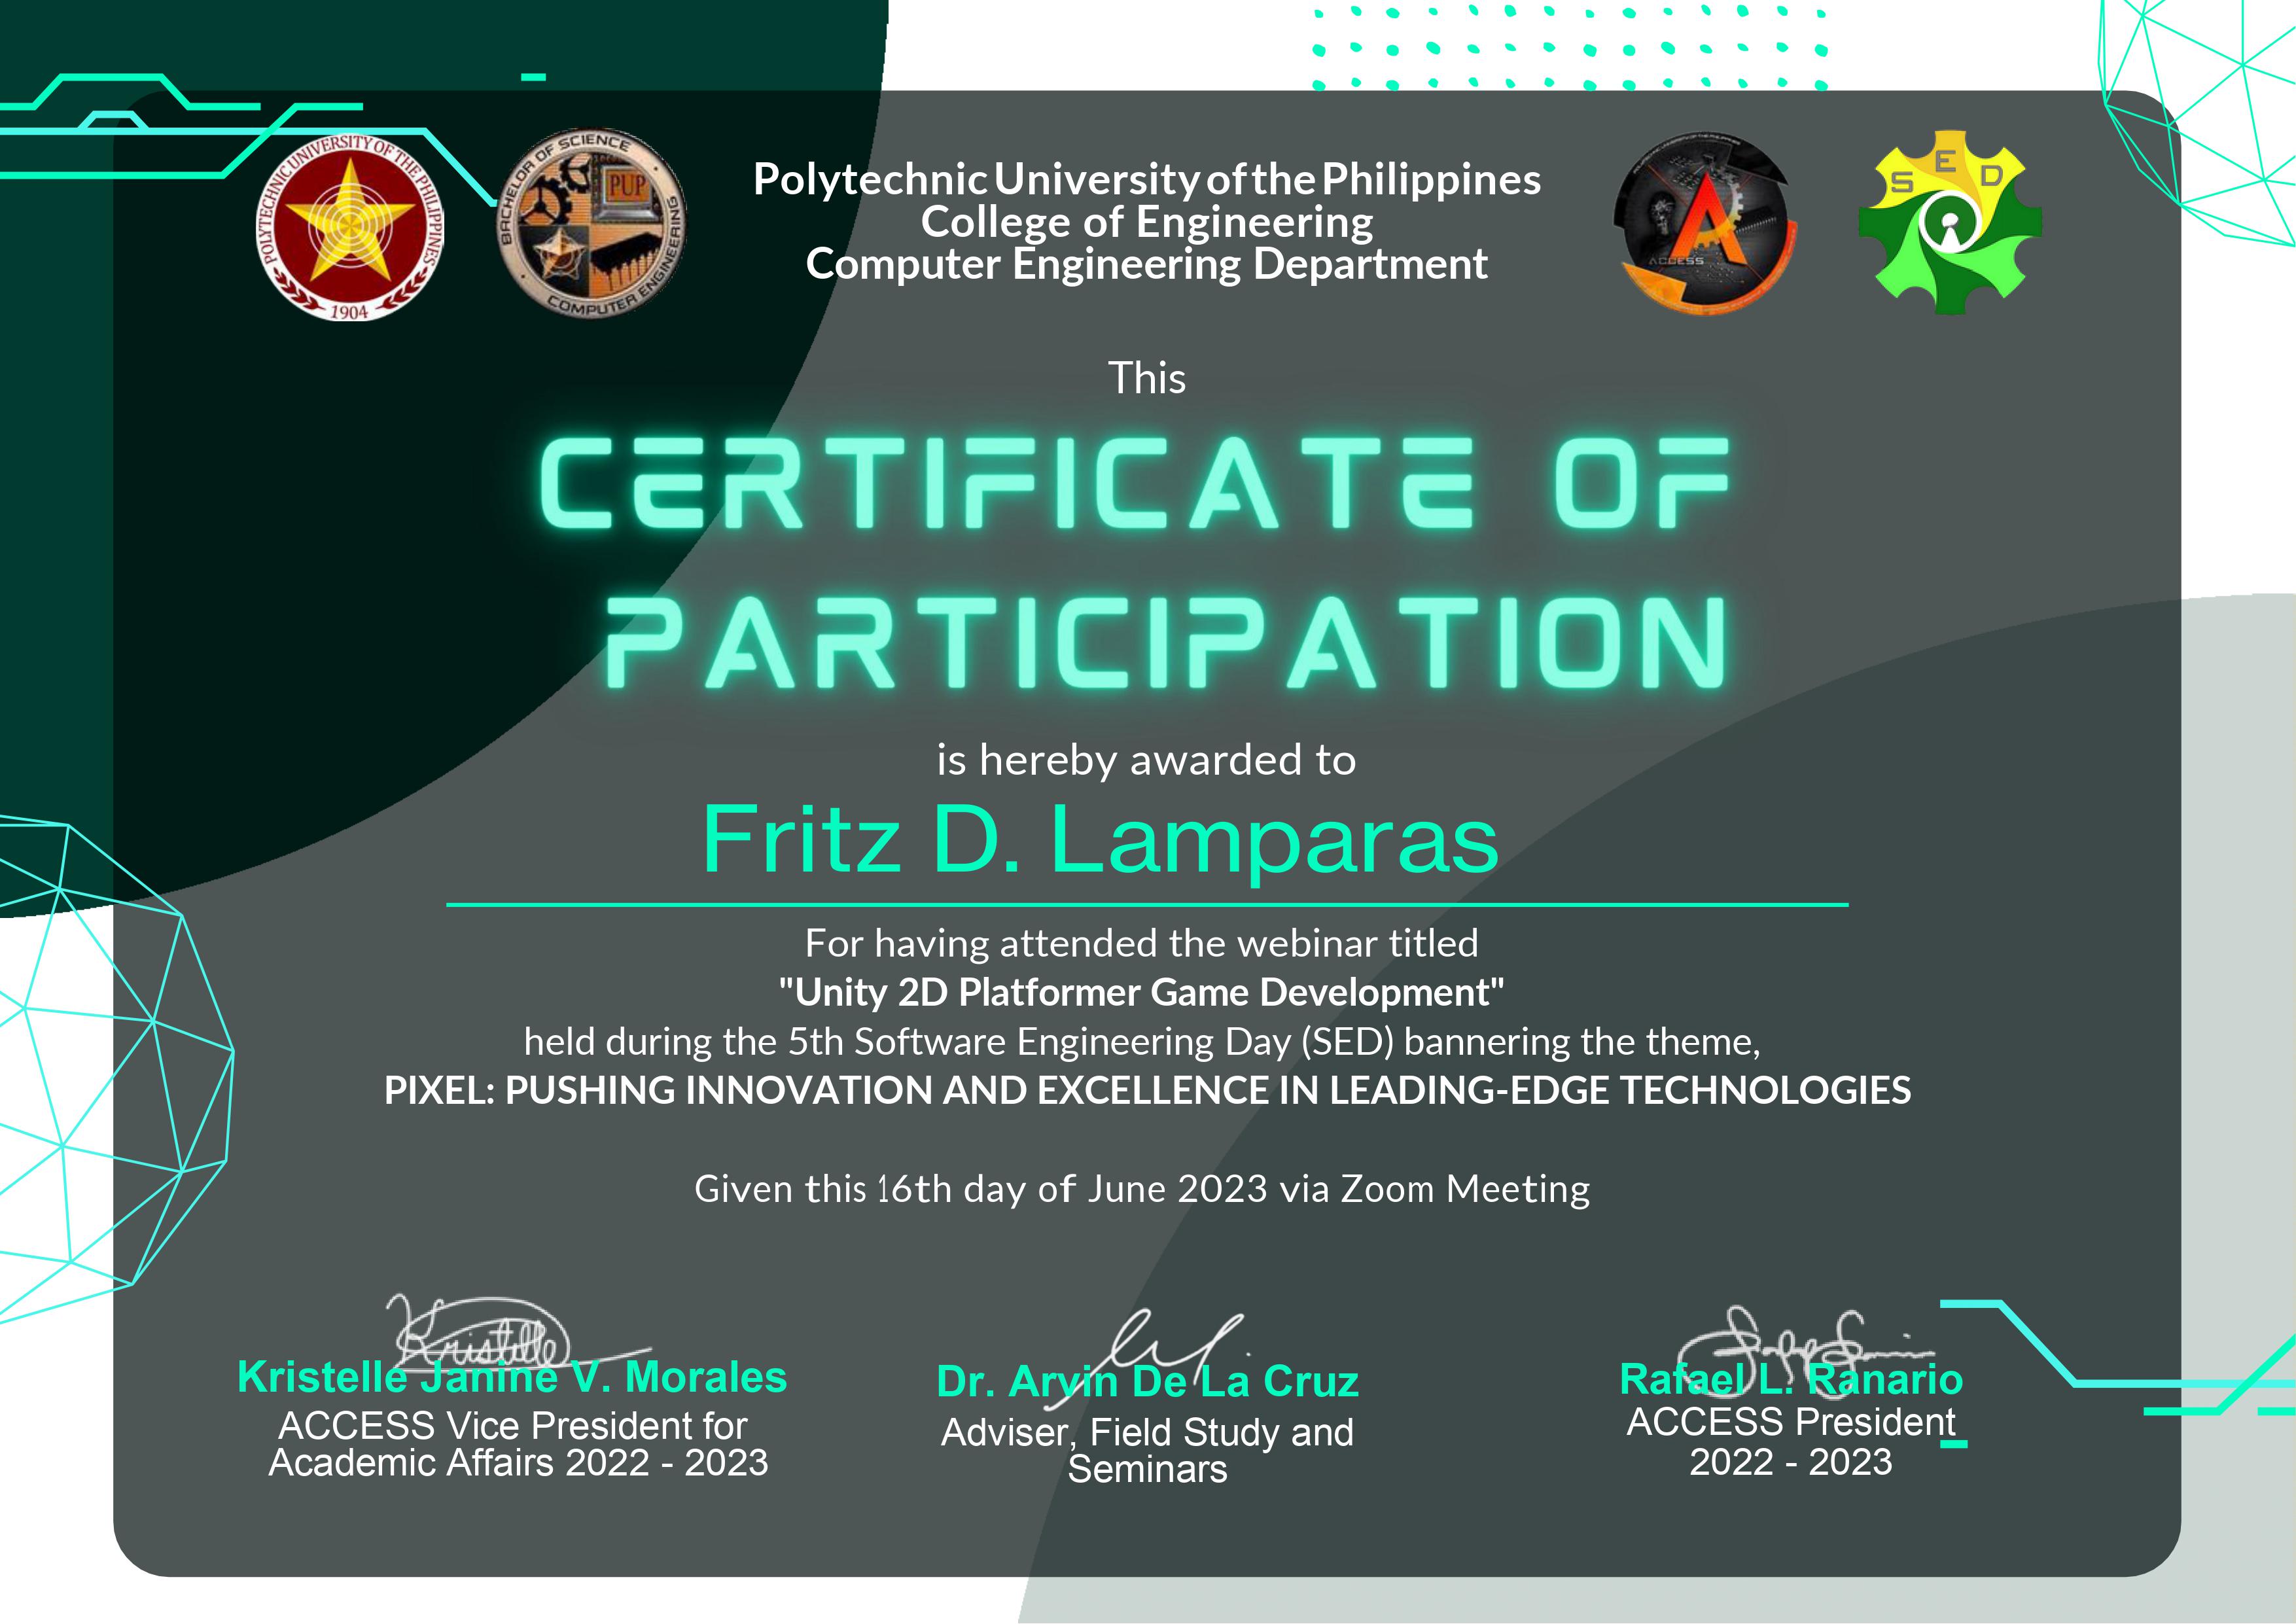 POLYTECHNIC UNIVERSITY OF THE PHILIPPINES
1904
BACHELOR OF SCIENCE
PUP
COMPUTER ENGINEERING
Polytechnic University of the Philippines
College of Engineering
Computer Engineering Department
ACCESS
SED
This
CERTIFICATE OF
PARTICIPATION
is hereby awarded to
Fritz D. Lamparas
For having attended the webinar titled
"Unity 2D Platformer Game Development"
held during the 5th Software Engineering Day (SED) bannering the theme,
PIXEL: PUSHING INNOVATION AND EXCELLENCE IN LEADING-EDGE TECHNOLOGIES
Given this 16th day of June 2023 via Zoom Meeting
Kristelle
Kristelle Janine V. Morales
ACCESS Vice President for
Academic Affairs 2022 - 2023
Dr. Arvin De La Cruz
Adviser, Field Study and
Seminars
Rafael L. Ranario
ACCESS President
2022 - 2023